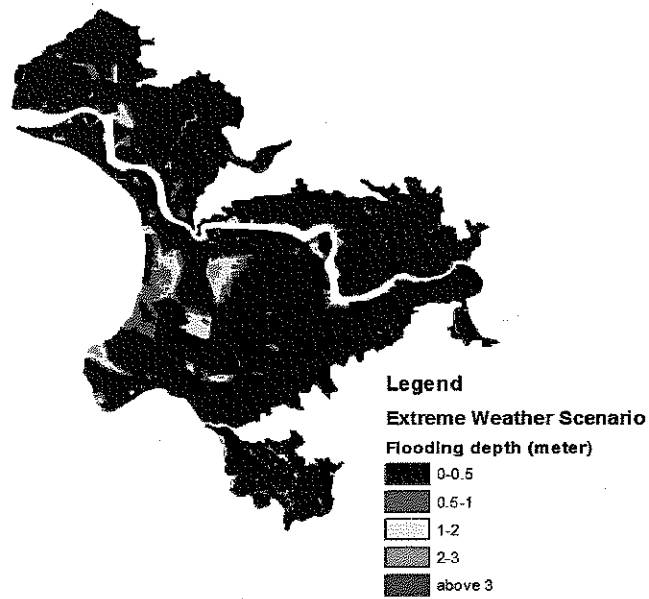 Legend
Extreme Weather Scenario
Flooding depth (meter)
0-0.5
0.5-1
1-2
2-3
above 3